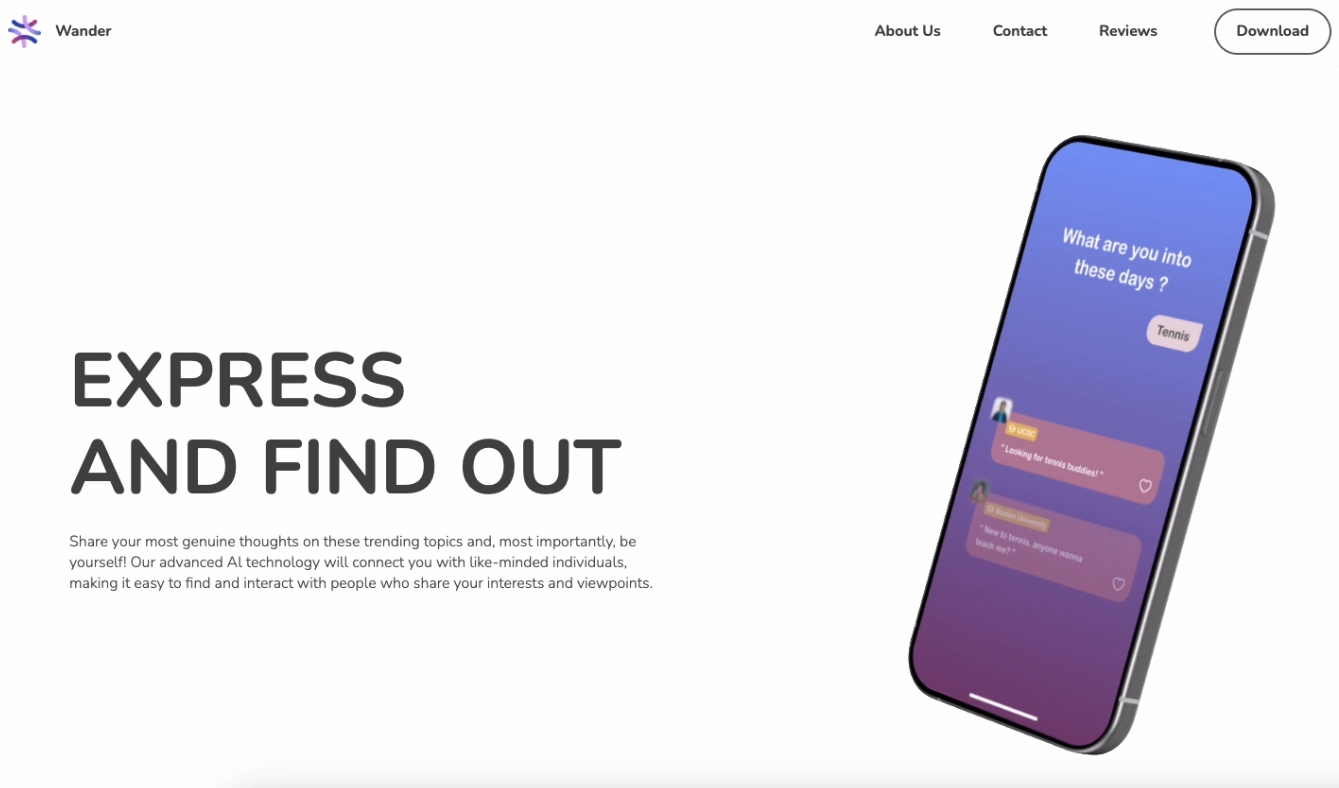 Wander
About Us
Contact
Reviews
Download
EXPRESS
AND FIND OUT
Share your most genuine thoughts on these trending topics and, most importantly, be
yourself! Our advanced Al technology will connect you with like-minded individuals,
making it easy to find and interact with people who share your interests and viewpoints.
What are you into
these days ?
Tennis
UCBC
" Looking for tennis buddies! "
Boston University
" New to tennis, anyone wanna
teach me? "